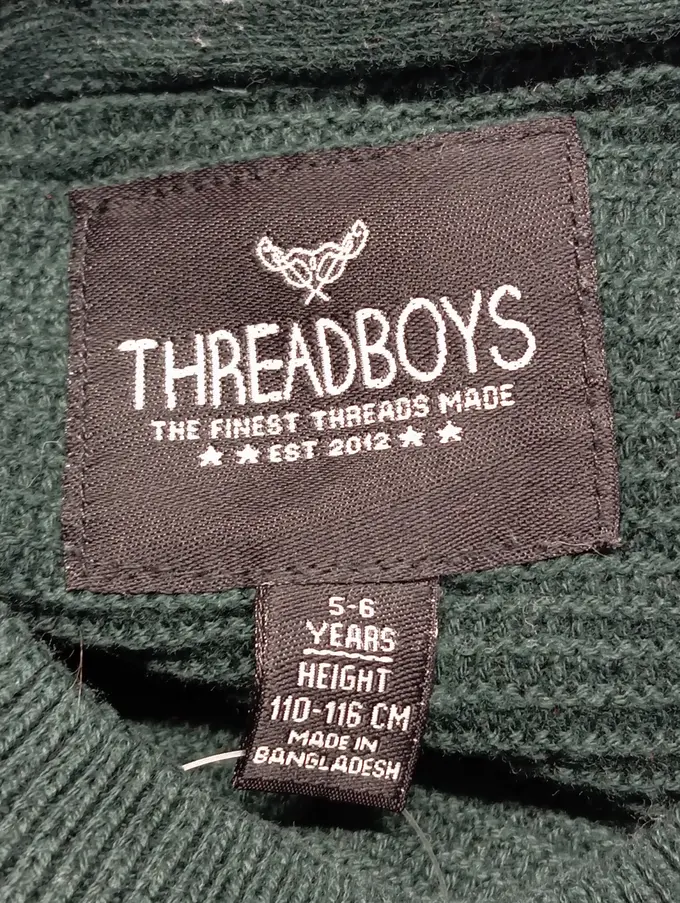 THREADBOYS
THE FINEST THREADS MADE
EST 2012
5-6
YEARS
HEIGHT
110-116 CM
MADE IN
BANGLADESH